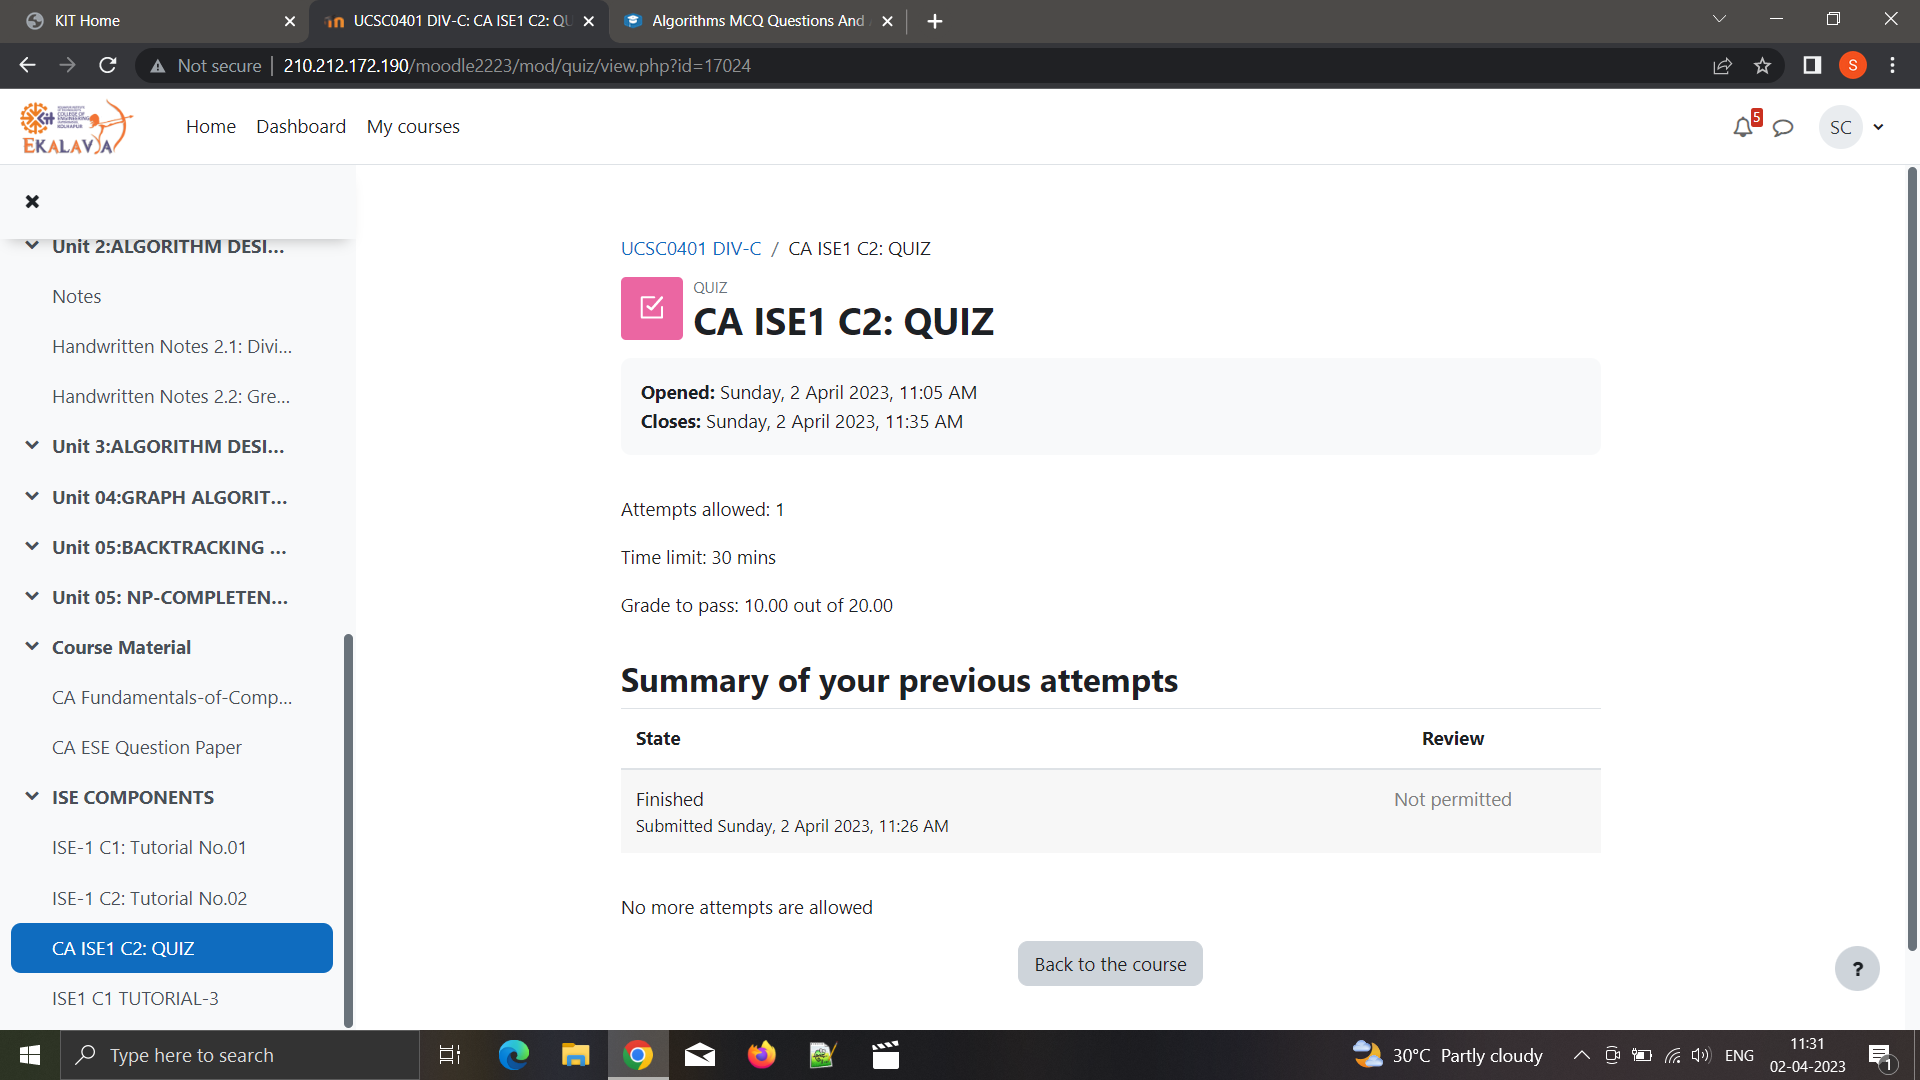 KIT Home
UCSC0401 DIV-C: CA ISE1 C2: QU
Algorithms MCQ Questions And
Not secure
210.212.172.190/moodle2223/mod/quiz/view.php?id=17024
S
EKALAVYA
Home
Dashboard
My courses
5
SC
Unit 2:ALGORITHM DESI...
Notes
Handwritten Notes 2.1: Divi...
Handwritten Notes 2.2: Gre...
Unit 3:ALGORITHM DESI...
Unit 04:GRAPH ALGORIT...
Unit 05:BACKTRACKING ...
Unit 05: NP-COMPLETEN...
Course Material
CA Fundamentals-of-Comp...
CA ESE Question Paper
ISE COMPONENTS
ISE-1 C1: Tutorial No.01
ISE-1 C2: Tutorial No.02
CA ISE1 C2: QUIZ
ISE1 C1 TUTORIAL-3
UCSC0401 DIV-C / CA ISE1 C2: QUIZ
QUIZ
CA ISE1 C2: QUIZ
Opened: Sunday, 2 April 2023, 11:05 AM
Closes: Sunday, 2 April 2023, 11:35 AM
Attempts allowed: 1
Time limit: 30 mins
Grade to pass: 10.00 out of 20.00
Summary of your previous attempts
State Review
Finished Not permitted
Submitted Sunday, 2 April 2023, 11:26 AM
No more attempts are allowed
Back to the course
?
Type here to search
30°C Partly cloudy
ENG
11:31
02-04-2023
1